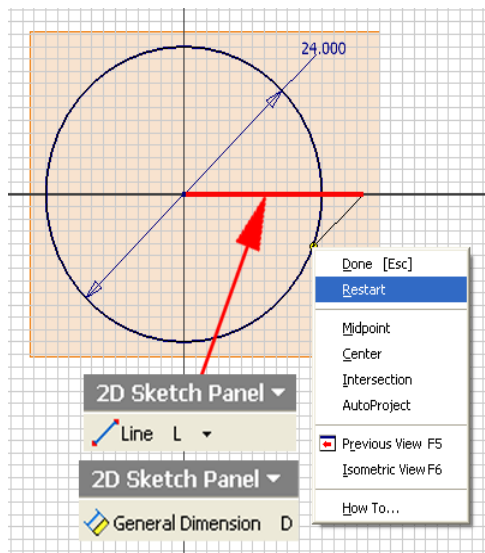 24.000
Done [Esc]
Restart
Midpoint
Center
Intersection
AutoProject
Previous View F5
Isometric View F6
How To...
2D Sketch Panel
Line L
2D Sketch Panel
General Dimension D